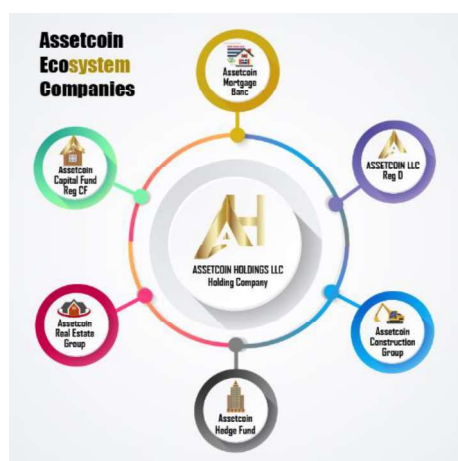 Assetcoin
Ecosystem
Companies
Assetcoin
Mortgage
Banc
ASSETCOIN LLC
Reg D
Assetcoin
Construction
Group
Assetcoin
Hedge Fund
Assetcoin
Real Estate
Group
Assetcoin
Capital Fund
Reg CF
AH
ASSETCOIN HOLDINGS LLC
Holding Company